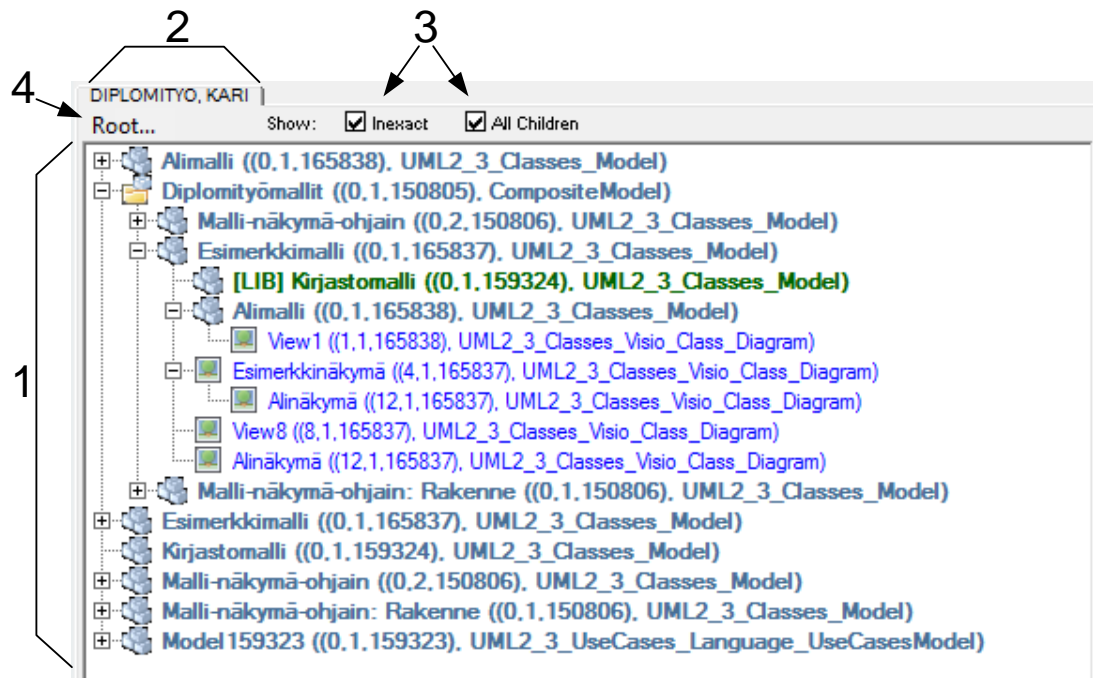 2
3
4
DIPLOMITYO, KARI
Root... Show: Inexact All Children
Alimalli ((0,1,165838), UML2_3_Classes_Model)
Diplomityömallit ((0,1,150805), CompositeModel)
Malli-näkymä-ohjain ((0,2,150806), UML2_3_Classes_Model)
Esimerkkimalli ((0,1,165837), UML2_3_Classes_Model)
[LIB] Kirjastomalli ((0,1,159324), UML2_3_Classes_Model)
Alimalli ((0,1,165838), UML2_3_Classes_Model)
View1 ((1,1,165838), UML2_3_Classes_Visio_Class_Diagram)
1
Esimerkkinäkymä ((4,1,165837), UML2_3_Classes_Visio_Class_Diagram)
Alinäkymä ((12,1,165837), UML2_3_Classes_Visio_Class_Diagram)
View8 ((8,1,165837), UML2_3_Classes_Visio_Class_Diagram)
Alinäkymä ((12,1,165837), UML2_3_Classes_Visio_Class_Diagram)
Malli-näkymä-ohjain: Rakenne ((0,1,150806), UML2_3_Classes_Model)
Esimerkkimalli ((0,1,165837), UML2_3_Classes_Model)
Kirjastomalli ((0,1,159324), UML2_3_Classes_Model)
Malli-näkymä-ohjain ((0,2,150806), UML2_3_Classes_Model)
Malli-näkymä-ohjain: Rakenne ((0,1,150806), UML2_3_Classes_Model)
Model159323 ((0,1,159323), UML2_3_UseCases_Language_UseCasesModel)